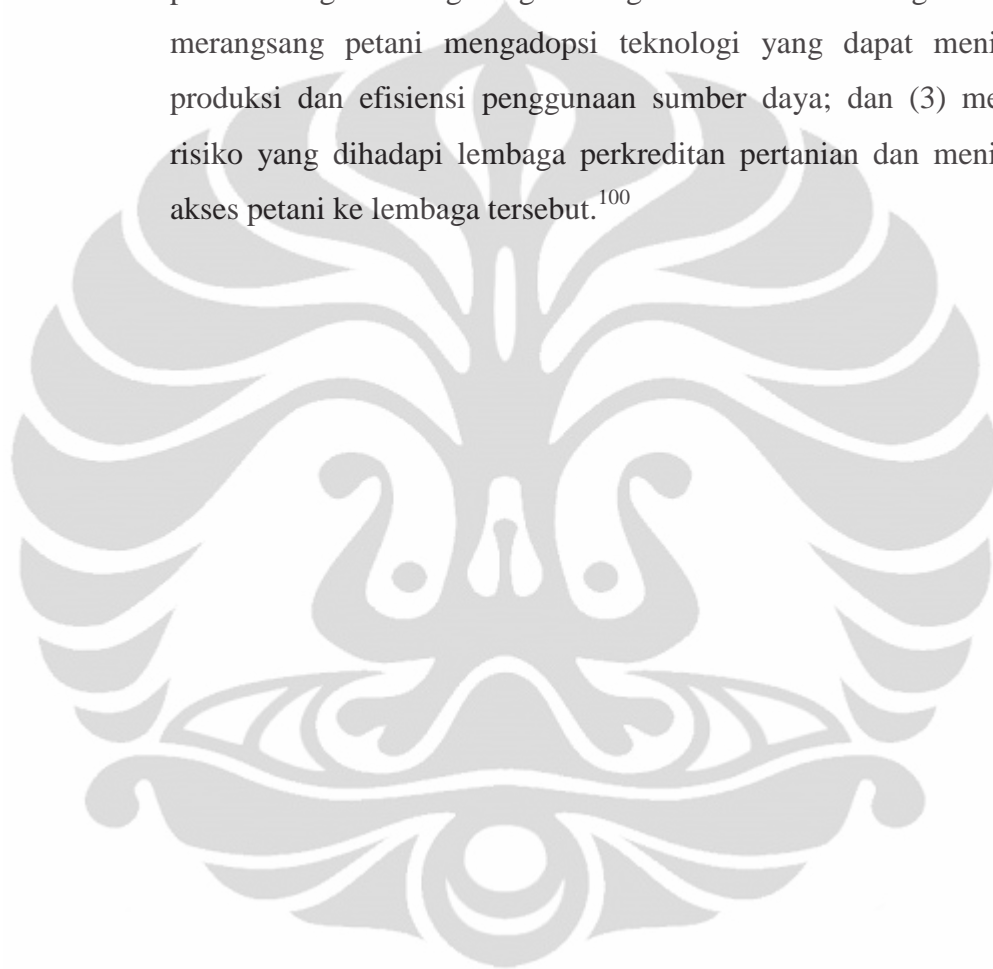 merangsang petani mengadopsi teknologi yang dapat meni
produksi dan efisiensi penggunaan sumber daya; dan (3) me
risiko yang dihadapi lembaga perkreditan pertanian dan meni
akses petani ke lembaga tersebut.100